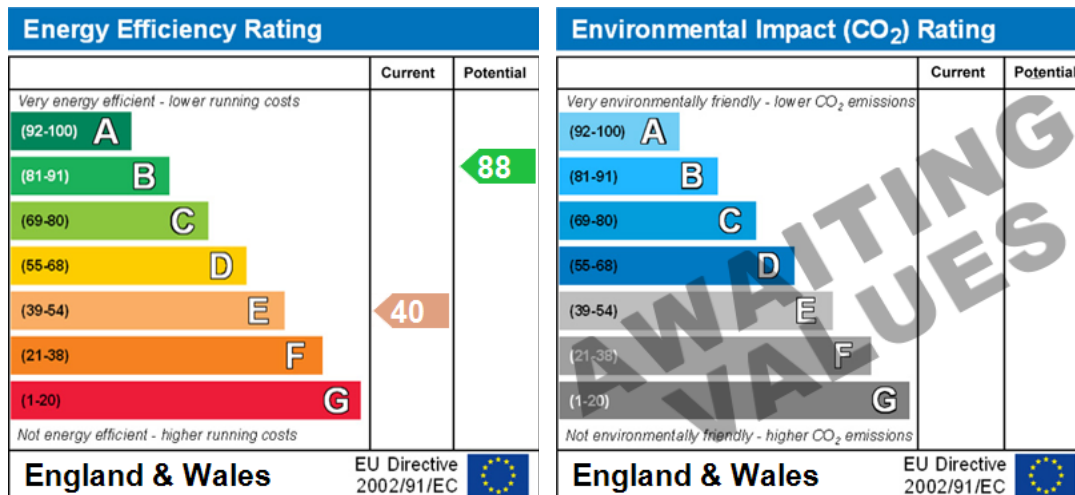 Energy Efficiency Rating
Current Potential
Very energy efficient - lower running costs
(92-100) A
(81-91) B
88
(69-80) C
(55-68) D
(39-54) E
40
(21-38) F
(1-20) G
Not energy efficient - higher running costs
England & Wales
EU Directive
2002/91/EC
Environmental Impact (CO2) Rating
Current Potential
Very environmentally friendly - lower CO2 emissions
(92-100) A
(81-91) B
(69-80) C
(55-68) D
(39-54) E
(21-38) F
(1-20) G
AWAITING
VALUES
Not environmentally friendly - higher CO2 emissions
England & Wales
EU Directive
2002/91/EC